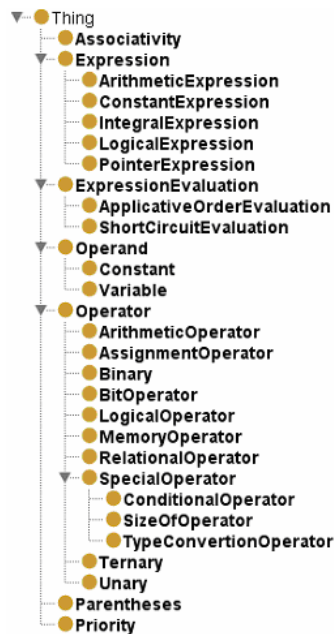 Thing
Associativity
Expression
ArithmeticExpression
ConstantExpression
IntegralExpression
LogicalExpression
PointerExpression
ExpressionEvaluation
ApplicativeOrderEvaluation
ShortCircuitEvaluation
Operand
Constant
Variable
Operator
ArithmeticOperator
AssignmentOperator
Binary
BitOperator
LogicalOperator
MemoryOperator
RelationalOperator
SpecialOperator
ConditionalOperator
SizeOfOperator
TypeConvertionOperator
Ternary
Unary
Parentheses
Priority